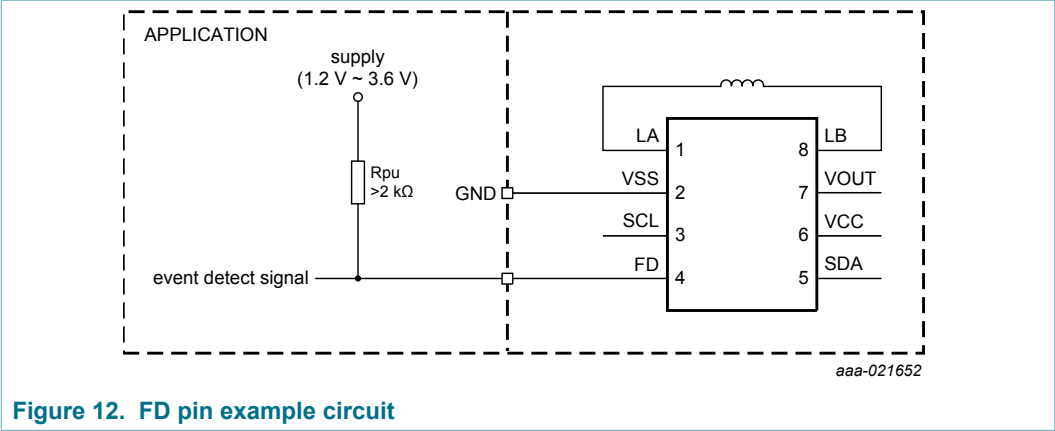 APPLICATION
supply
(1.2 V ~ 3.6 V)
Rpu
>2 kΩ
GND
event detect signal
LA
1
8
LB
VSS
2
7
VOUT
SCL
3
6
VCC
FD
4
5
SDA
aaa-021652
Figure 12. FD pin example circuit